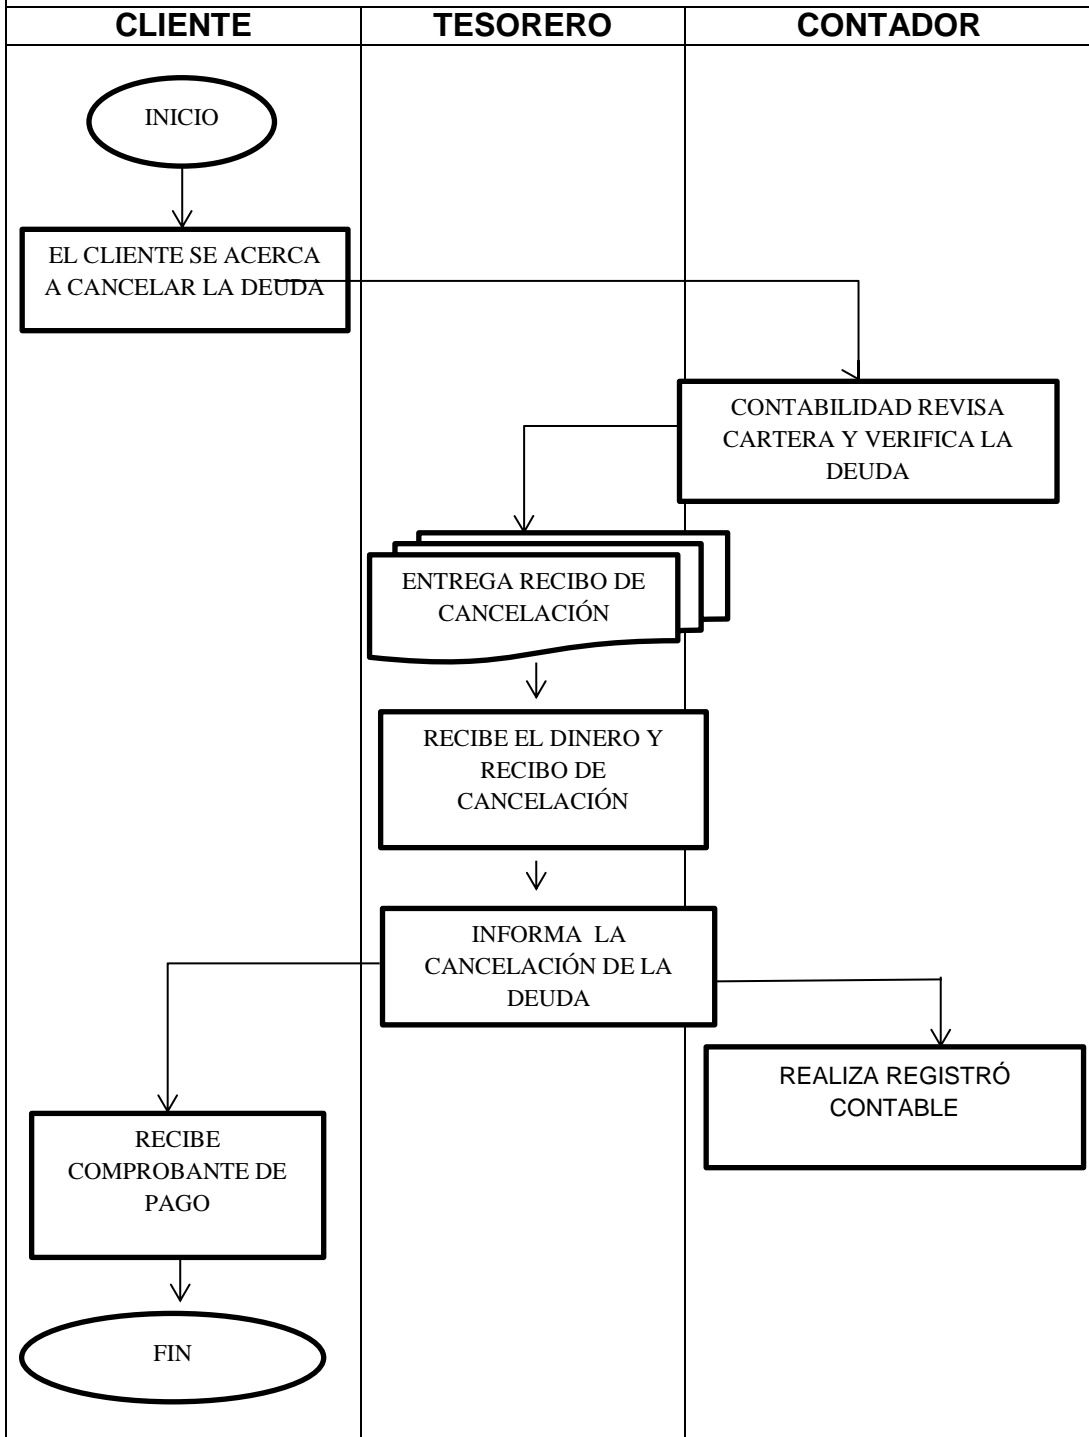 CLIENTE
TESORERO
CONTADOR
INICIO
EL CLIENTE SE ACERCA
A CANCELAR LA DEUDA
CONTABILIDAD REVISA
CARTERA Y VERIFICA LA
DEUDA
ENTREGA RECIBO DE
CANCELACIÓN
RECIBE EL DINERO Y
RECIBO DE
CANCELACIÓN
INFORMA LA
CANCELACIÓN DE LA
DEUDA
REALIZA REGISTRÓ
CONTABLE
RECIBE
COMPROBANTE DE
PAGO
FIN